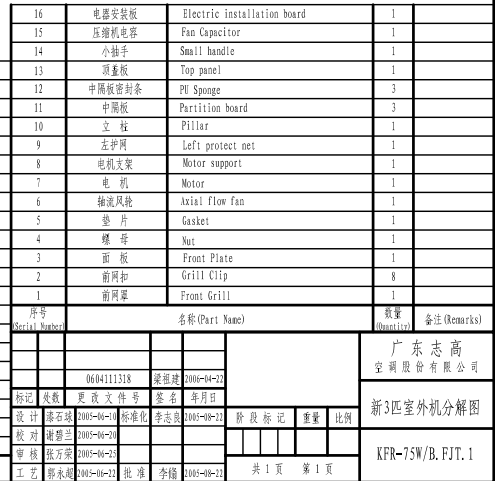 16 电器安装板 Electric installation board 1
15 压缩机电容 Fan Capacitor 1
14 小抽手 Small handle 1
13 顶盖板 Top panel 1
12 中隔板密封条 PU Sponge 3
11 中隔板 Partition board 3
10 立柱 Pillar 1
9 左护网 Left protect net 1
8 电机支架 Motor support 1
7 电机 Motor 1
6 轴流风轮 Axial flow fan 1
5 垫片 Gasket 1
4 螺母 Nut 1
3 面板 Front Plate 1
2 前网扣 Grill Clip 8
1 前网罩 Front Grill 1
序号 名称(Part Name) 数量 备注(Remarks)
(Serial Number) (Quantity)
广东志高
空调股份有限公司
0604111318 梁祖建 2006-04-22
标记 处数 更改文件号 签名 年月日
新3匹室外机分解图
设计 漆石球 2005-06-10 标准化 李志良 2005-08-22 阶段标记 重量 比例
校对 谢碧兰 2005-06-20
审核 张万荣 2005-06-25
KFR-75W/B.FJT.1
工艺 郭永超 2005-06-22 批准 李翛 2005-08-22 共1页 第1页